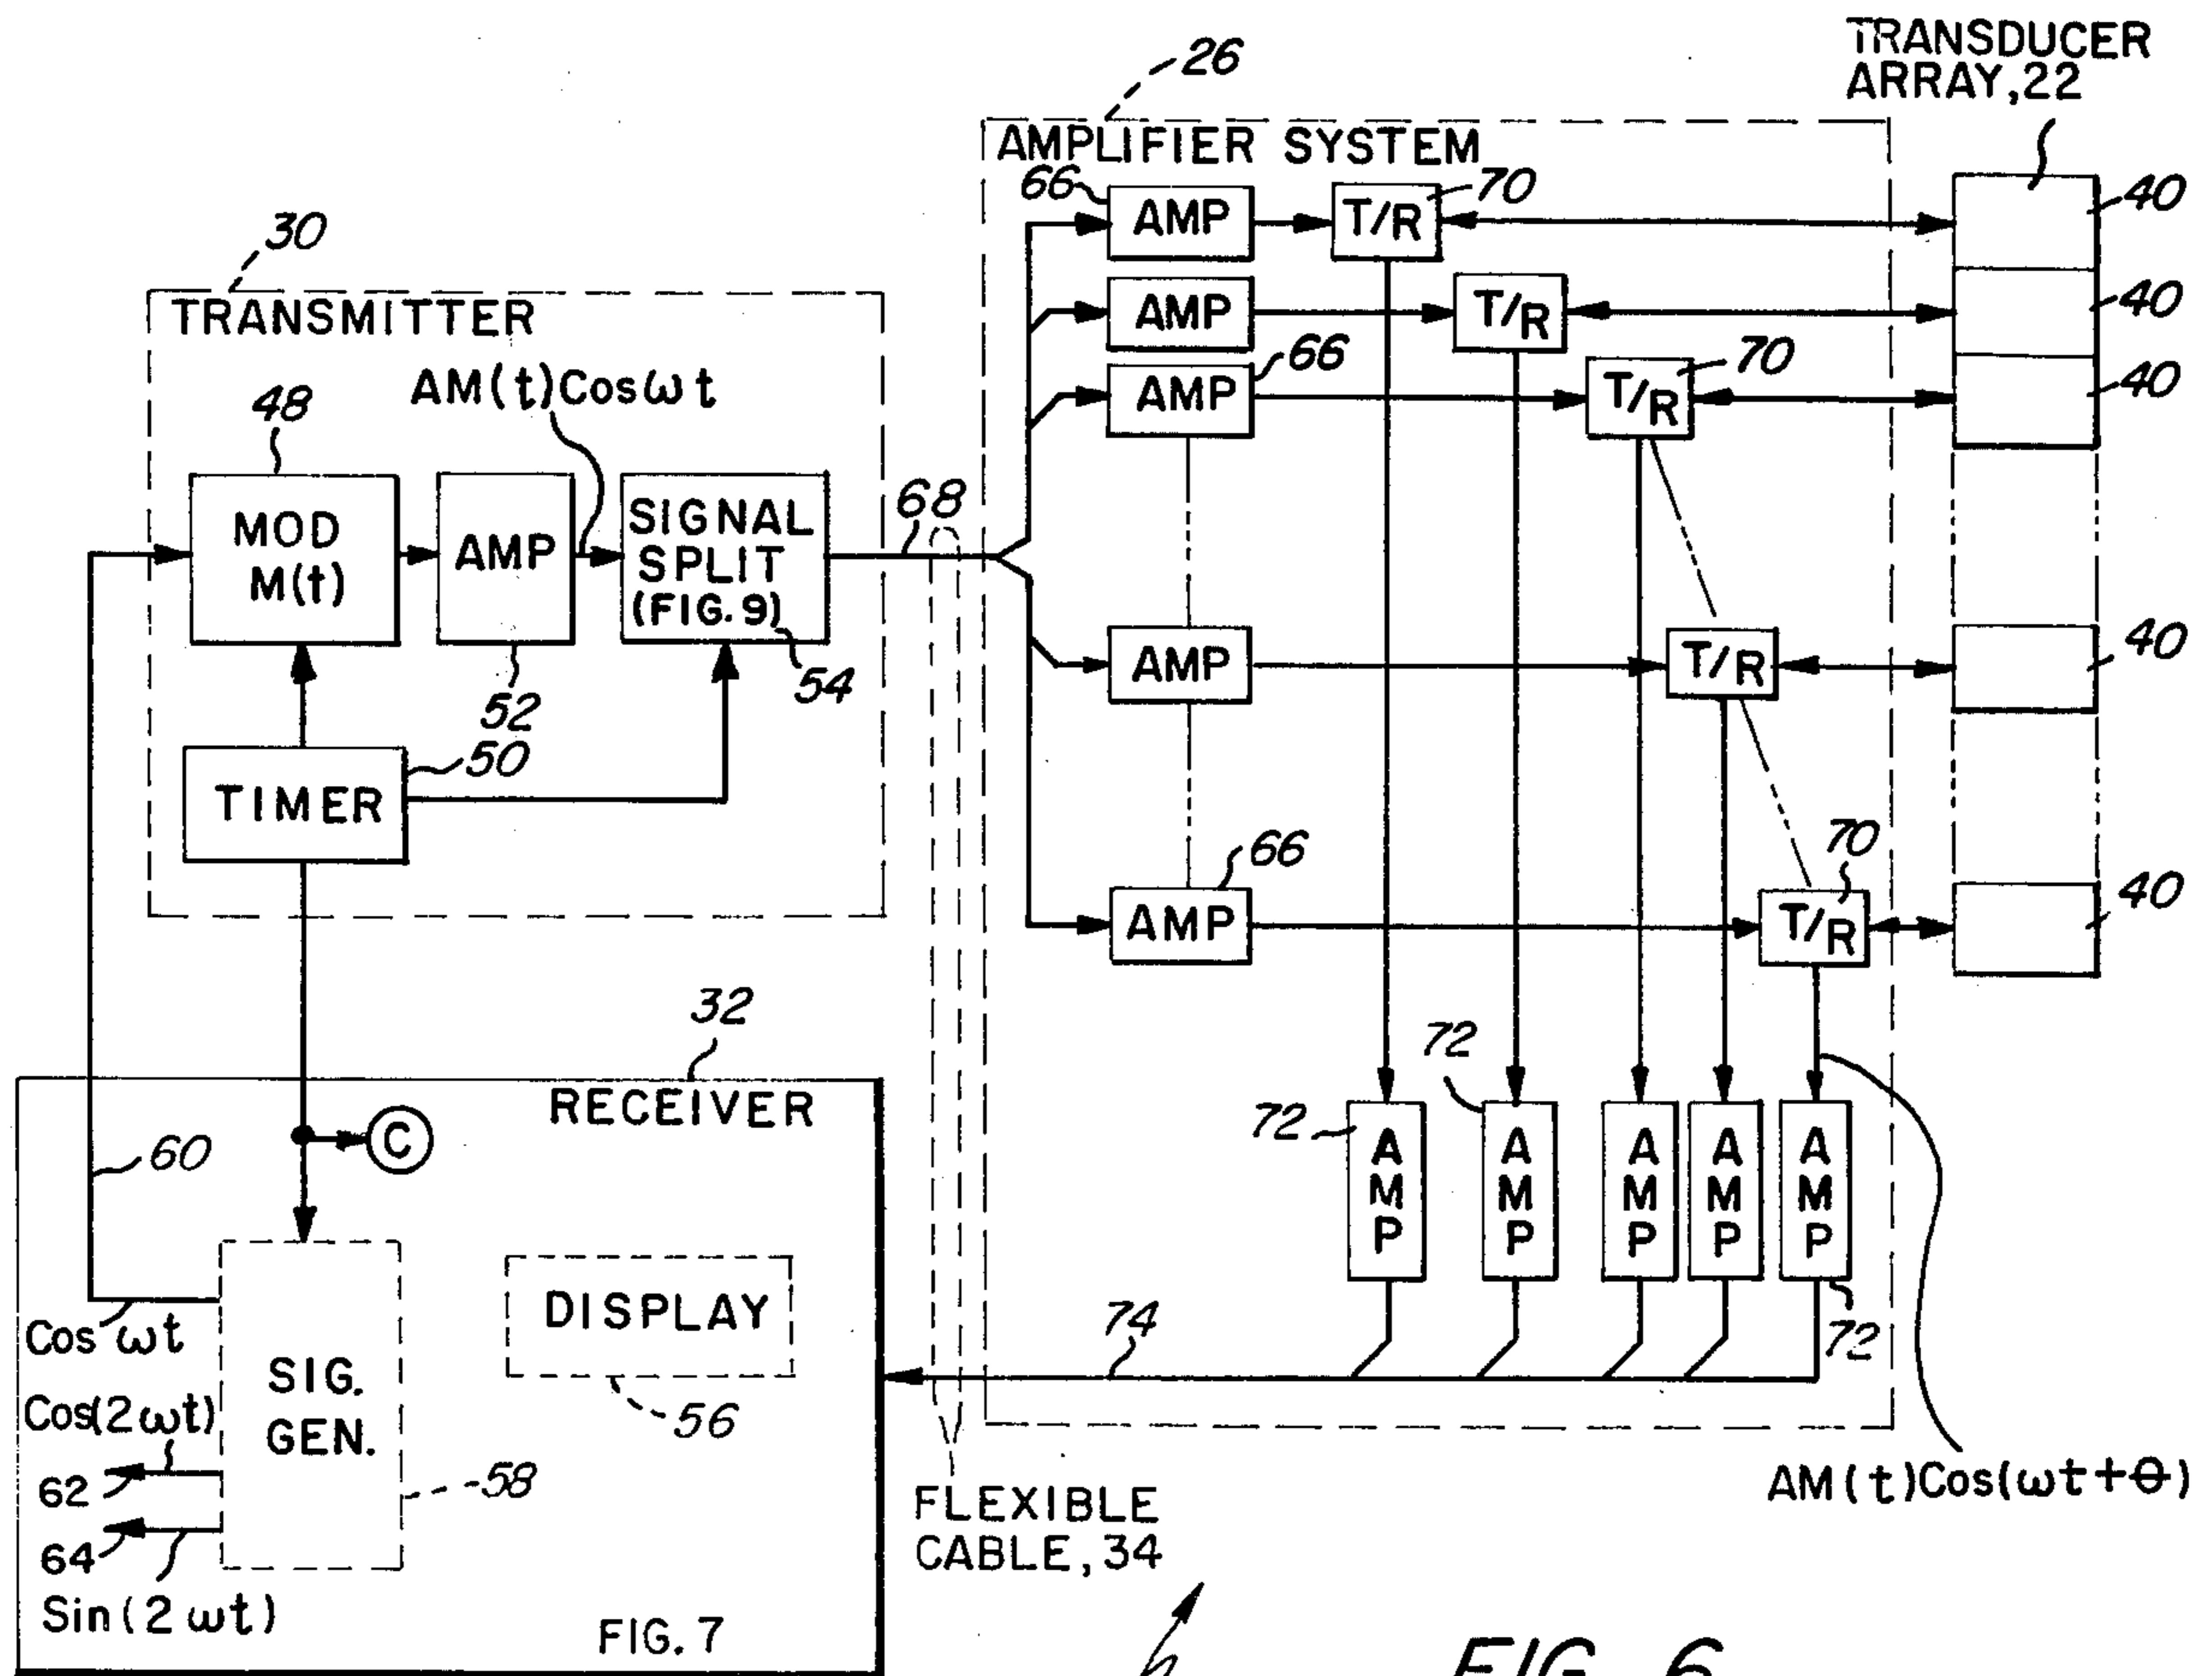 TRANSDUCER
ARRAY,22
26
AMPLIFIER SYSTEM
66
AMP
T/R
70
40
30
TRANSMITTER
AMP
T/R
40
66
AMP
T/R
70
40
AM(t)Cosωt
48
MOD
M(t)
AMP
52
SIGNAL
SPLIT
(FIG.9)
54
68
AMP
T/R
40
TIMER
50
66
AMP
T/R
70
40
32
RECEIVER
C
60
72
AMP
72
AMP
AMP
AMP
AMP
72
Cos ωt
Cos(2ωt)
62
64
Sin(2ωt)
SIG.
GEN.
58
DISPLAY
56
74
FLEXIBLE
CABLE,34
AM(t)Cos(ωt+θ)
FIG. 7
FIG. 6